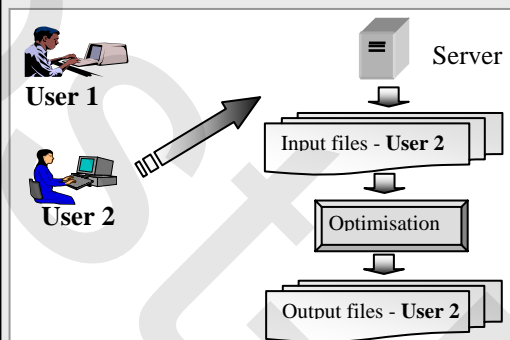 Server
User 1
Input files - User 2
User 2
Optimisation
Output files - User 2